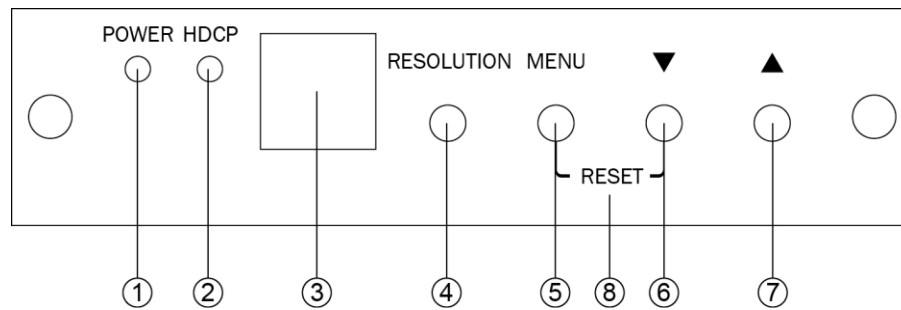 POWER HDCP
RESOLUTION MENU ▼ ▲
RESET
① ② ③ ④ ⑤ ⑧ ⑥ ⑦